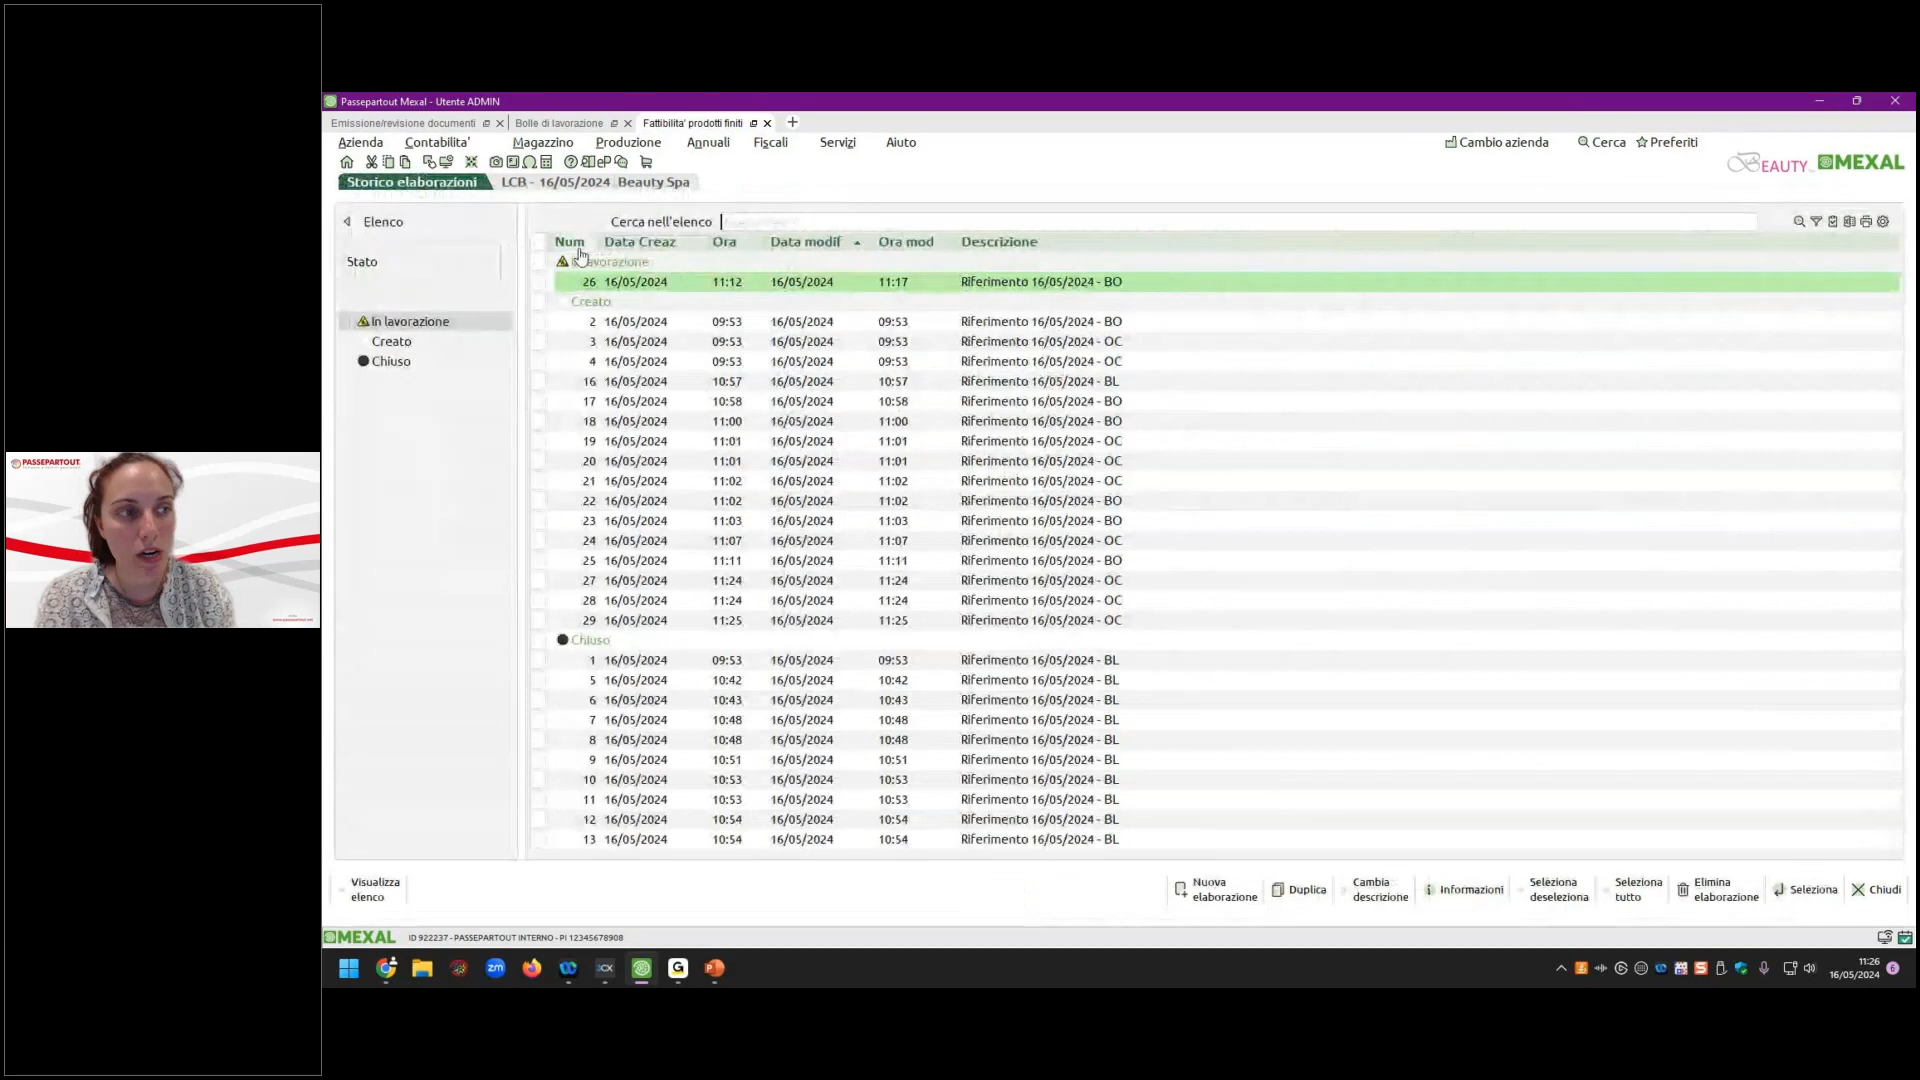 Passepartout Mexal - Utente ADMIN
Emissione/revisione documenti Bolle di lavorazione Fattibilita' prodotti finiti
Azienda Contabilita' Magazzino Produzione Annuali Fiscali Servizi Aiuto Cambio azienda Cerca Preferiti
BEAUTY MEXAL
Storico elaborazioni LCB - 16/05/2024 Beauty Spa
Elenco
Stato
In lavorazione
Creato
Chiuso
Cerca nell'elenco
Num Data Creaz Ora Data modif Ora mod Descrizione
26 16/05/2024 11:12 16/05/2024 11:17 Riferimento 16/05/2024 - BO
Creato
2 16/05/2024 09:53 16/05/2024 09:53 Riferimento 16/05/2024 - BO
3 16/05/2024 09:53 16/05/2024 09:53 Riferimento 16/05/2024 - OC
4 16/05/2024 09:53 16/05/2024 09:53 Riferimento 16/05/2024 - OC
16 16/05/2024 10:57 16/05/2024 10:57 Riferimento 16/05/2024 - BL
17 16/05/2024 10:58 16/05/2024 10:58 Riferimento 16/05/2024 - BO
18 16/05/2024 11:00 16/05/2024 11:00 Riferimento 16/05/2024 - BO
19 16/05/2024 11:01 16/05/2024 11:01 Riferimento 16/05/2024 - OC
20 16/05/2024 11:01 16/05/2024 11:01 Riferimento 16/05/2024 - OC
21 16/05/2024 11:02 16/05/2024 11:02 Riferimento 16/05/2024 - OC
22 16/05/2024 11:02 16/05/2024 11:02 Riferimento 16/05/2024 - BO
23 16/05/2024 11:03 16/05/2024 11:03 Riferimento 16/05/2024 - BO
24 16/05/2024 11:07 16/05/2024 11:07 Riferimento 16/05/2024 - OC
25 16/05/2024 11:11 16/05/2024 11:11 Riferimento 16/05/2024 - BO
27 16/05/2024 11:24 16/05/2024 11:24 Riferimento 16/05/2024 - OC
28 16/05/2024 11:24 16/05/2024 11:24 Riferimento 16/05/2024 - OC
29 16/05/2024 11:25 16/05/2024 11:25 Riferimento 16/05/2024 - OC
Chiuso
1 16/05/2024 09:53 16/05/2024 09:53 Riferimento 16/05/2024 - BL
5 16/05/2024 10:42 16/05/2024 10:42 Riferimento 16/05/2024 - BL
6 16/05/2024 10:43 16/05/2024 10:43 Riferimento 16/05/2024 - BL
7 16/05/2024 10:48 16/05/2024 10:48 Riferimento 16/05/2024 - BL
8 16/05/2024 10:48 16/05/2024 10:48 Riferimento 16/05/2024 - BL
9 16/05/2024 10:51 16/05/2024 10:51 Riferimento 16/05/2024 - BL
10 16/05/2024 10:53 16/05/2024 10:53 Riferimento 16/05/2024 - BL
11 16/05/2024 10:53 16/05/2024 10:53 Riferimento 16/05/2024 - BL
12 16/05/2024 10:54 16/05/2024 10:54 Riferimento 16/05/2024 - BL
13 16/05/2024 10:54 16/05/2024 10:54 Riferimento 16/05/2024 - BL
Visualizza
elenco
Nuova
elaborazione
Duplica
Cambia
descrizione
Informazioni
Seleziona
deseleziona
Seleziona
tutto
Elimina
elaborazione
Seleziona
Chiudi
MEXAL ID 922237 - PASSEPARTOUT INTERNO - PI 12345678908
11:26
16/05/2024
6
PASSEPARTOUT